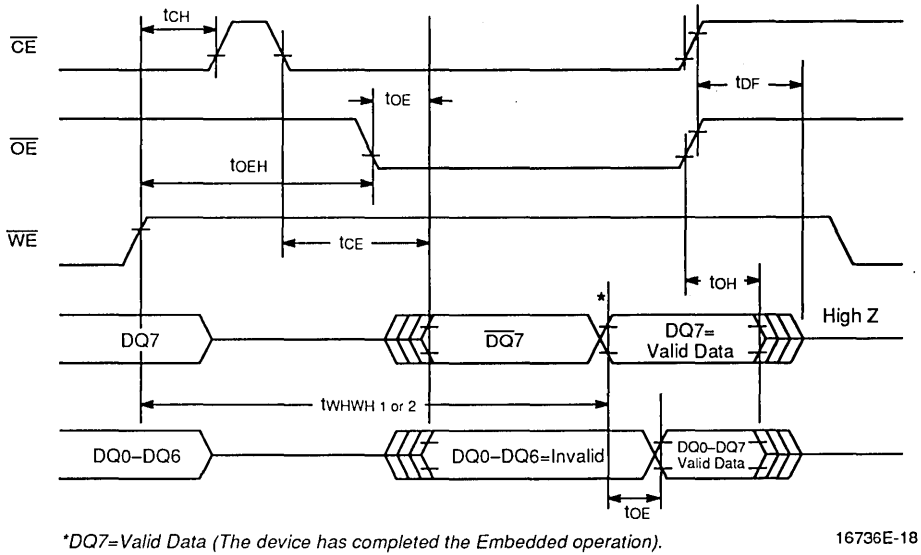 tCH
CE
tDF
tOE
OE
tOEH
WE
tCE
tOH
*
High Z
DQ7
DQ7
DQ7=
Valid Data
tWHWH 1 or 2
DQ0–DQ6
DQ0–DQ6=Invalid
DQ0–DQ7
Valid Data
tOE
*DQ7=Valid Data (The device has completed the Embedded operation).
16736E-18